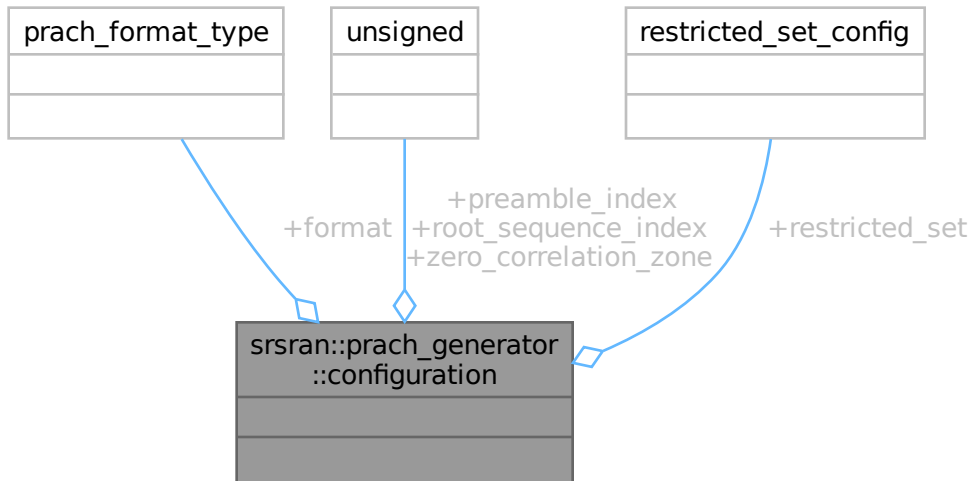 prach_format_type
unsigned
restricted_set_config
+format
+preamble_index
+root_sequence_index
+zero_correlation_zone
+restricted_set
srsran::prach_generator
::configuration